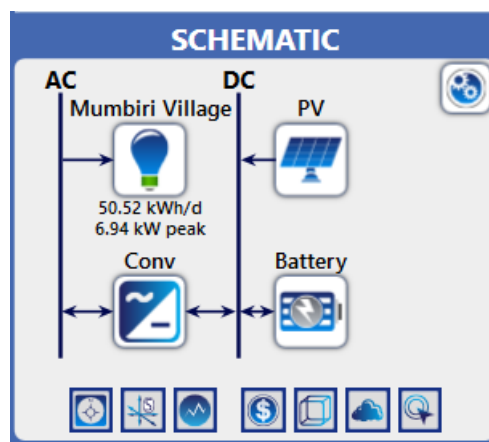 SCHEMATIC
AC DC
Mumbiri Village PV
50.52 kWh/d
6.94 kW peak
Conv Battery